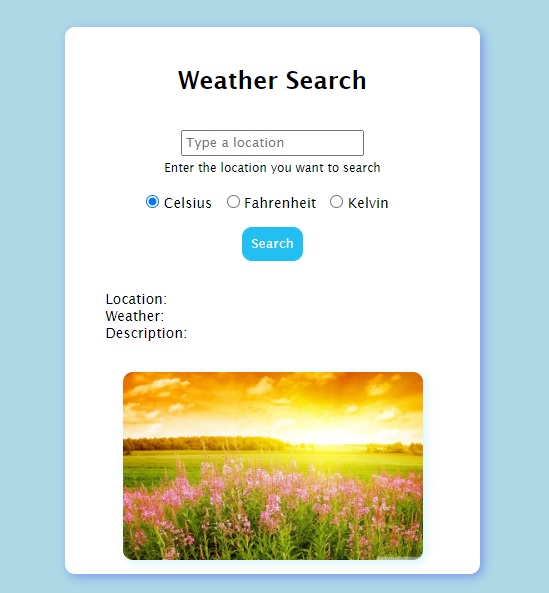 Weather Search
Type a location
Enter the location you want to search
Celsius Fahrenheit Kelvin
Search
Location:
Weather:
Description: